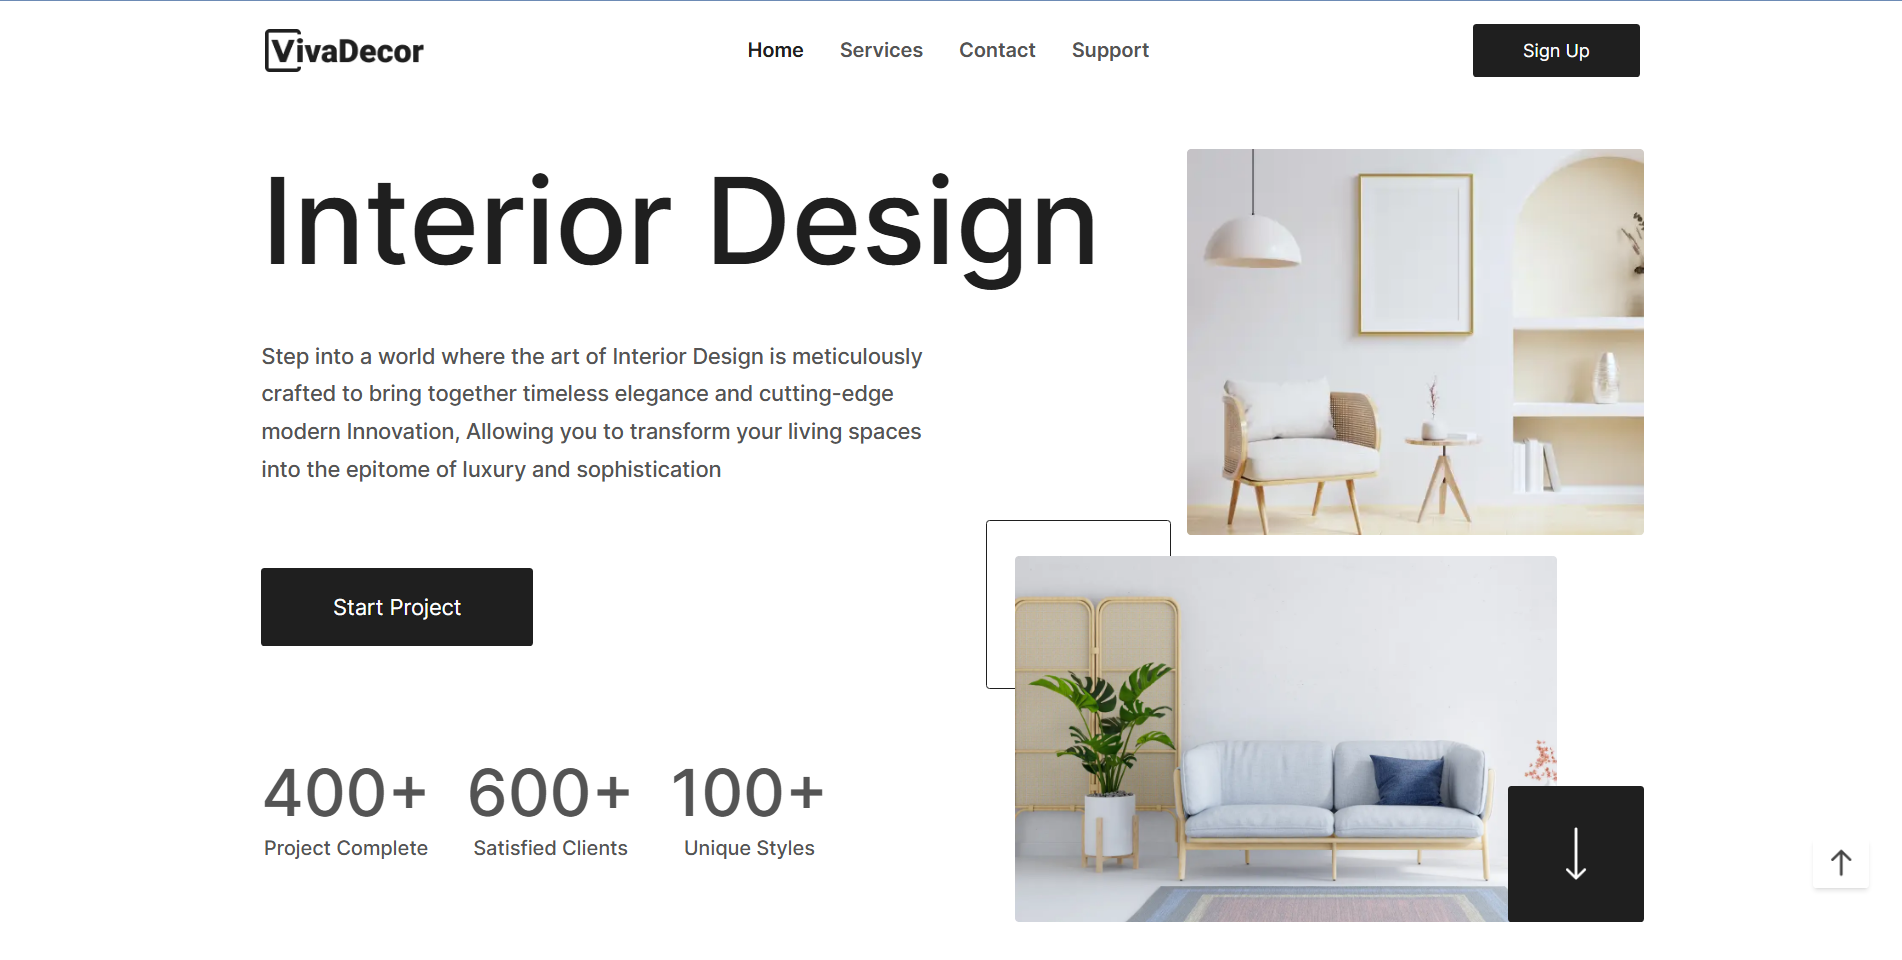 VivaDecor
Home Services Contact Support
Sign Up
Interior Design
Step into a world where the art of Interior Design is meticulously
crafted to bring together timeless elegance and cutting-edge
modern Innovation, Allowing you to transform your living spaces
into the epitome of luxury and sophistication
Start Project
400+ 600+ 100+
Project Complete Satisfied Clients Unique Styles